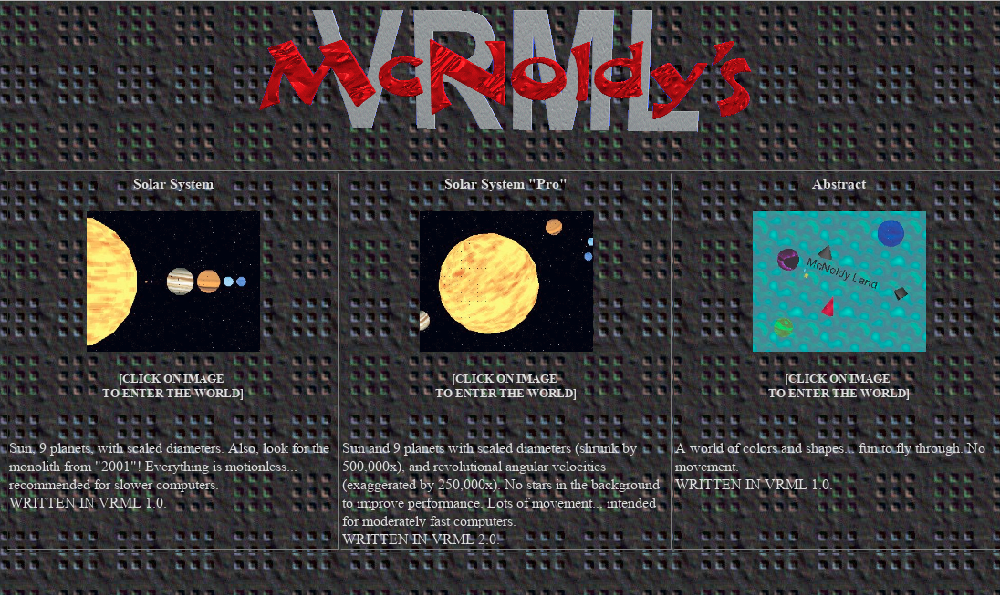 VRML
McNoldy's
Solar System
[CLICK ON IMAGE
TO ENTER THE WORLD]
Sun, 9 planets, with scaled diameters. Also, look for the
monolith from "2001"! Everything is motionless...
recommended for slower computers.
WRITTEN IN VRML 1.0.
Solar System "Pro"
[CLICK ON IMAGE
TO ENTER THE WORLD]
Sun and 9 planets with scaled diameters (shrunk by
500,000x), and revolutional angular velocities
(exaggerated by 250,000x). No stars in the background
to improve performance. Lots of movement... intended
for moderately fast computers.
WRITTEN IN VRML 2.0.
Abstract
McNoldy Land
[CLICK ON IMAGE
TO ENTER THE WORLD]
A world of colors and shapes... fun to fly through. No
movement.
WRITTEN IN VRML 1.0.